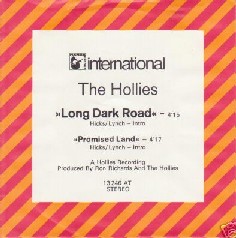 international
The Hollies
»Long Dark Road« – 4'15
Hicks/Lynch – Intro
»Promised Land« – 4'17
Hicks/Lynch – Intro
A Hollies Recording
Produced By Ron Richards And The Hollies
13 246 AT
STEREO